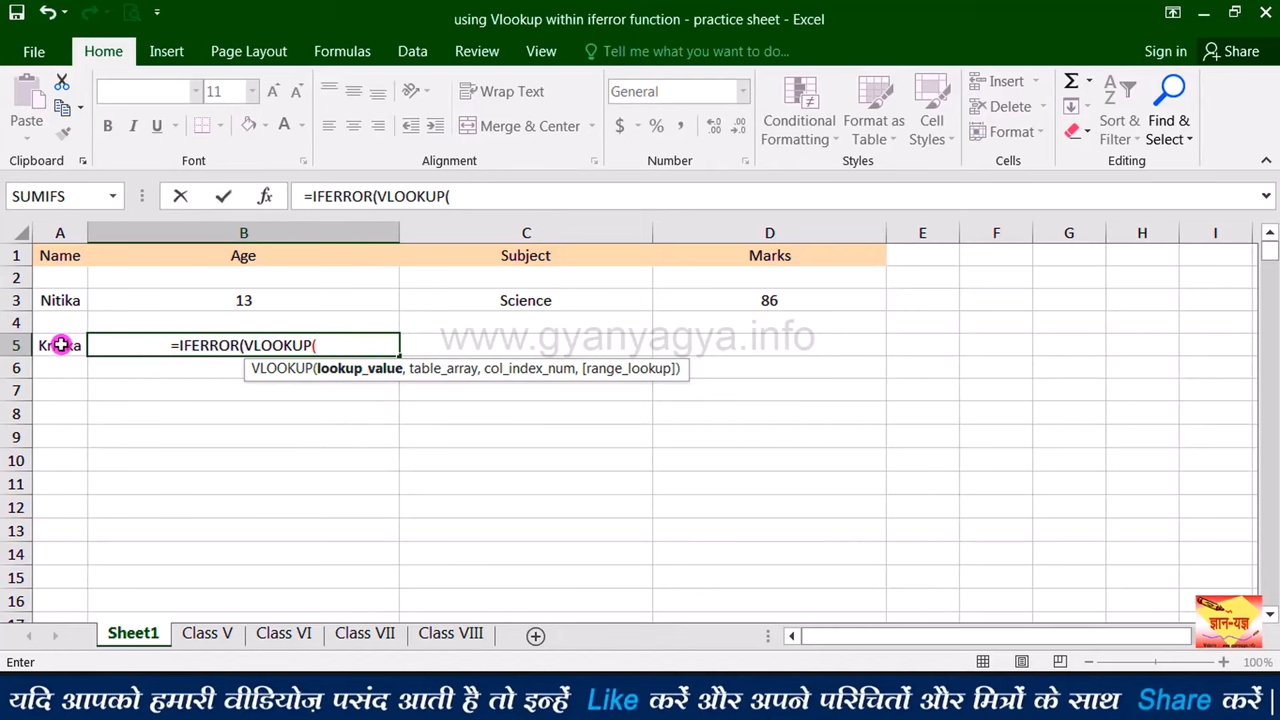 using Vlookup within iferror function - practice sheet - Excel
File Home Insert Page Layout Formulas Data Review View Tell me what you want to do... Sign in Share
11 Wrap Text General Insert
Paste B I U Merge & Center $ % , Conditional Formatting Format as Table Cell Styles Delete Format Sort & Filter Find & Select
Clipboard Font Alignment Number Styles Cells Editing
SUMIFS fx =IFERROR(VLOOKUP(
A B C D E F G H I
1 Name Age Subject Marks
2
3 Nitika 13 Science 86
4
www.gyanyagya.info
5 =IFERROR(VLOOKUP(
6 VLOOKUP(lookup_value, table_array, col_index_num, [range_lookup])
7
8
9
10
11
12
13
14
15
16
17
ज्ञान-यज्ञ
Sheet1 Class V Class VI Class VII Class VIII
Enter 100%
यदि आपको हमारी वीडियोज़ पसंद आती है तो इन्हें Like करें और अपने परिचितों और मित्रों के साथ Share करें |